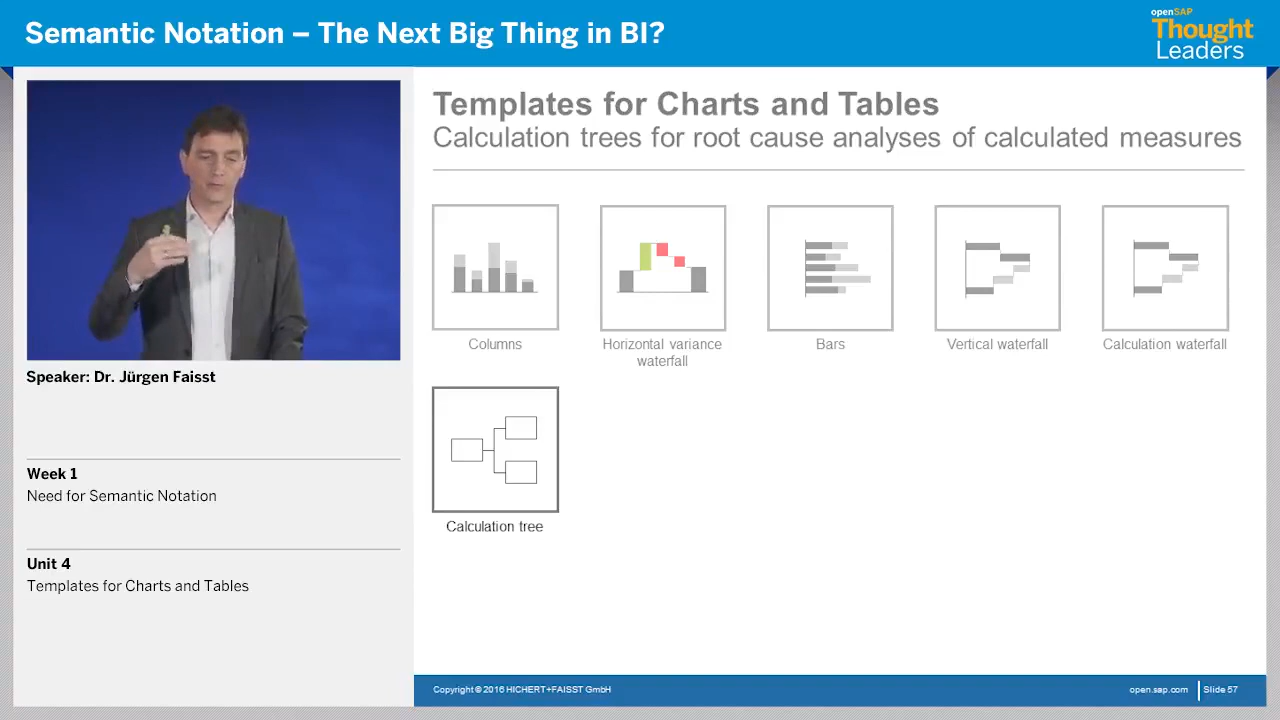 Semantic Notation – The Next Big Thing in BI?
openSAP
Thought
Leaders
Speaker: Dr. Jürgen Faisst
Week 1
Need for Semantic Notation
Unit 4
Templates for Charts and Tables
Templates for Charts and Tables
Calculation trees for root cause analyses of calculated measures
Columns
Horizontal variance
waterfall
Bars
Vertical waterfall
Calculation waterfall
Calculation tree
Copyright © 2016 HICHERT+FAISST GmbH
open.sap.com
Slide 57